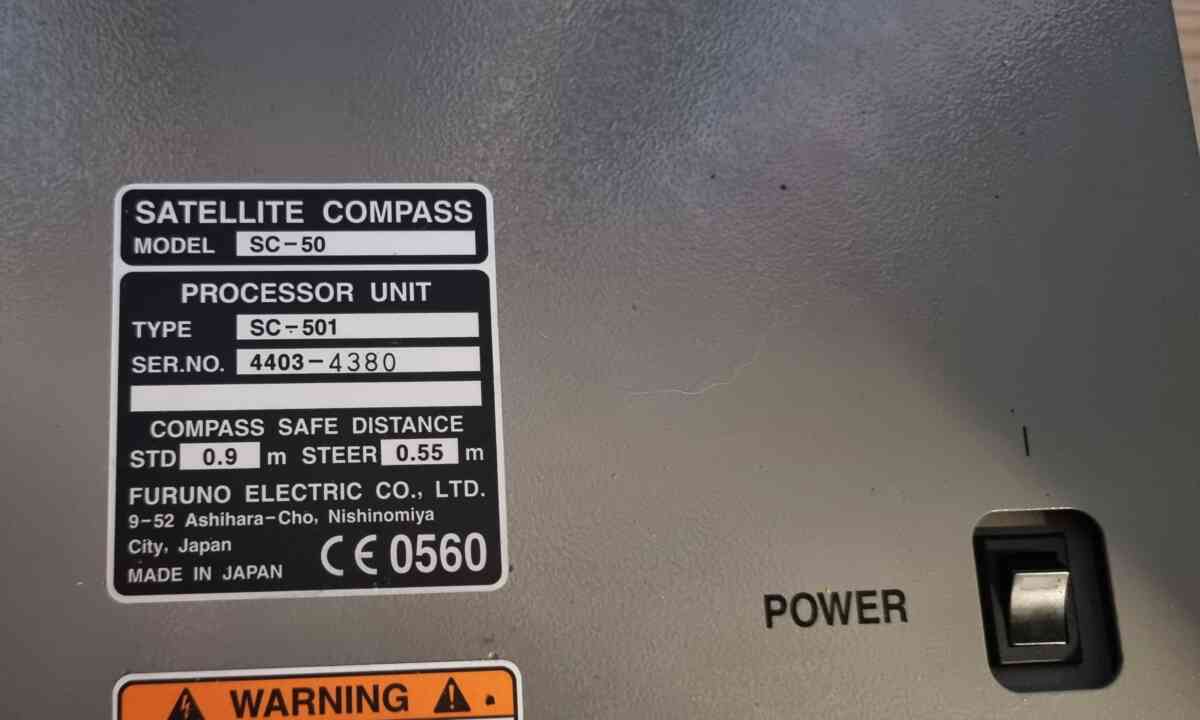 SATELLITE COMPASS
MODEL SC-50
PROCESSOR UNIT
TYPE SC-501
SER.NO. 4403-4380
COMPASS SAFE DISTANCE
STD 0.9 m STEER 0.55 m
FURUNO ELECTRIC CO., LTD.
9-52 Ashihara-Cho, Nishinomiya
City, Japan
MADE IN JAPAN CE 0560
POWER
WARNING